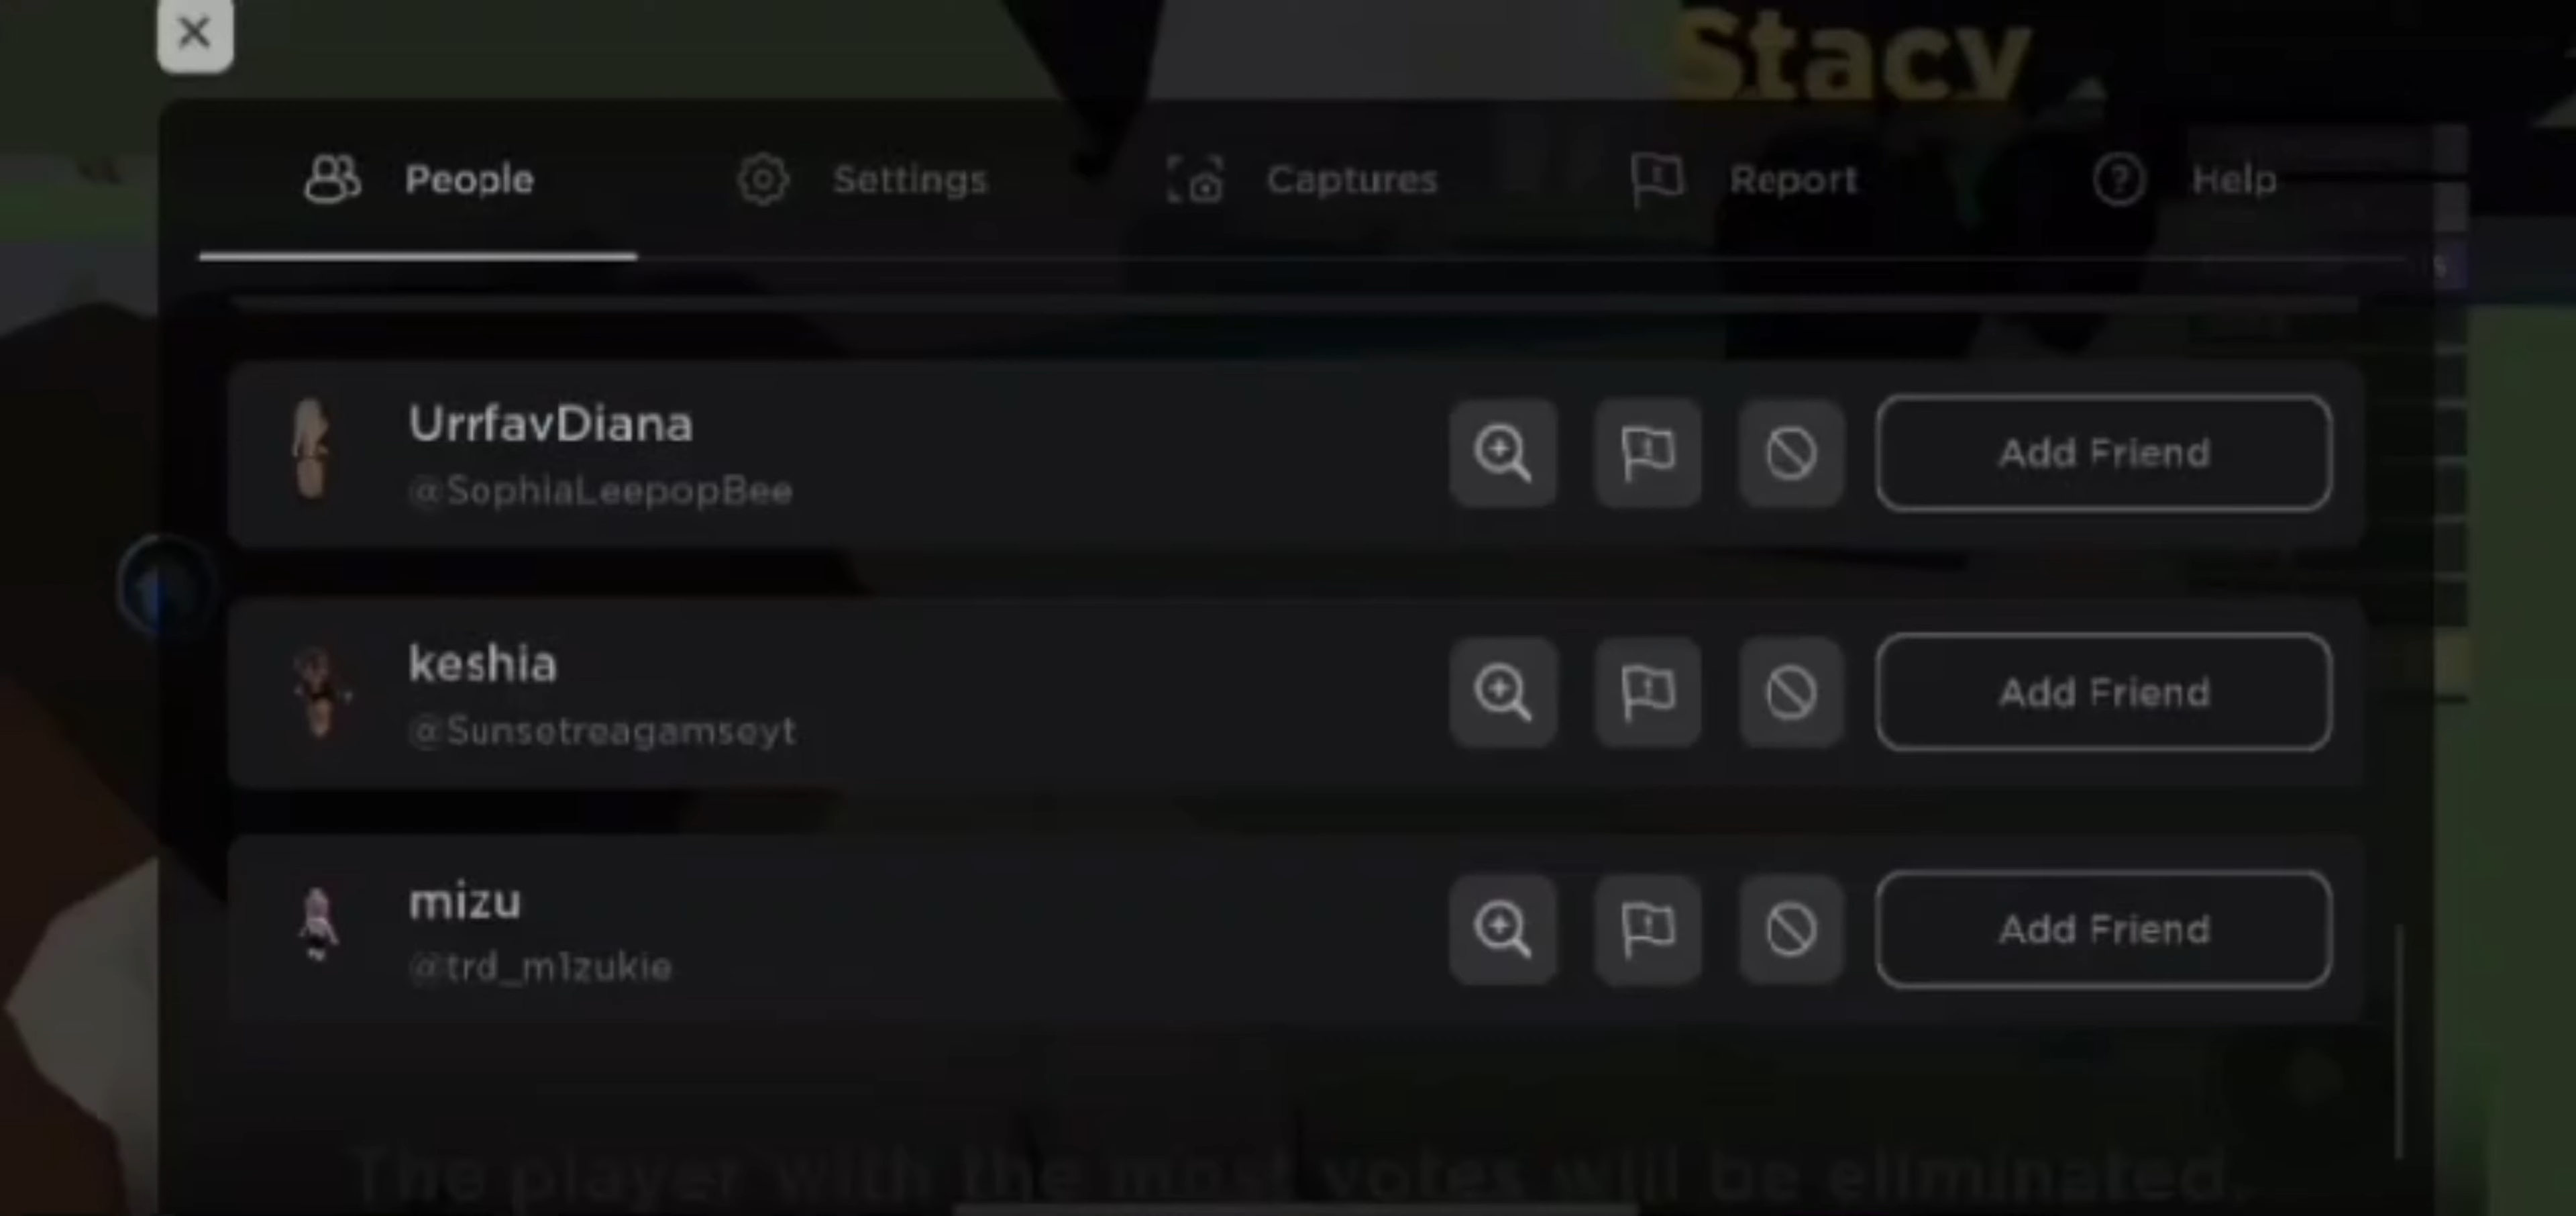 Stacy
People Settings Captures Report Help
UrrfavDiana
@SophiaLeepopBee
Add Friend
keshia
@Sunsetreagamseyt
Add Friend
mizu
@trd_m1zukie
Add Friend
The player with the most votes will be eliminated.